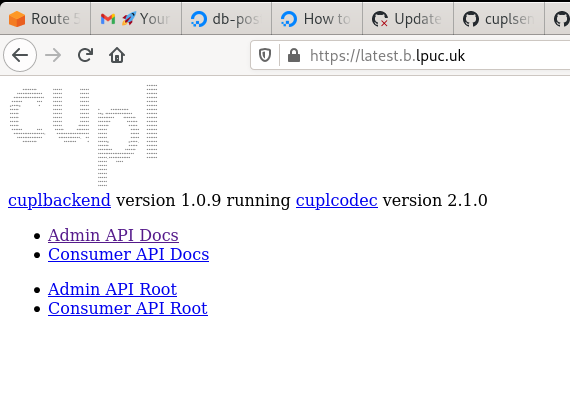 Route 5
🚀 Your
db-pos
How to
Update
cuplsen
https://latest.b.lpuc.uk
cupl
cuplbackend version 1.0.9 running cuplcodec version 2.1.0
Admin API Docs
Consumer API Docs
Admin API Root
Consumer API Root